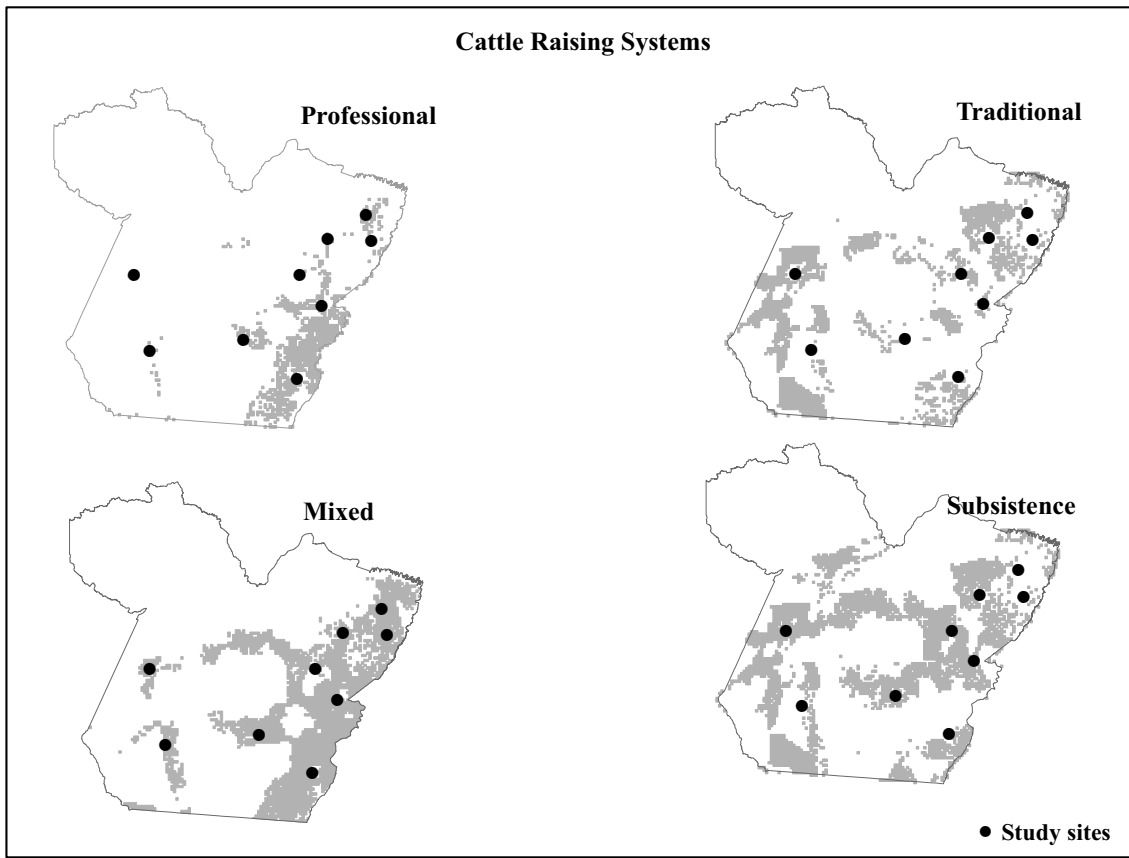 Cattle Raising Systems
Professional
Traditional
Mixed
Subsistence
Study sites